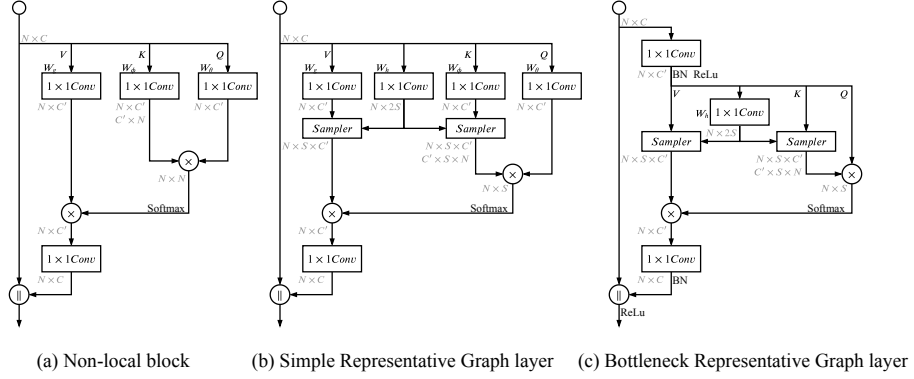 N × C
V K Q
W_g W_ϕ W_θ
1 × 1Conv 1 × 1Conv 1 × 1Conv
N × C′ N × C′ N × C′
C′ × N
×
N × N
Softmax
×
N × C′
1 × 1Conv
N × C
||
(a) Non-local block
N × C
V K Q
W_g W_h W_ϕ W_θ
1 × 1Conv 1 × 1Conv 1 × 1Conv 1 × 1Conv
N × C′ N × 2S N × C′ N × C′
Sampler Sampler
N × S × C′ N × S × C′
C′ × S × N
×
N × S
Softmax
×
N × C′
1 × 1Conv
N × C
||
(b) Simple Representative Graph layer
N × C
1 × 1Conv
N × C′ BN ReLu
V K Q
W_h 1 × 1Conv
N × 2S
Sampler Sampler
N × S × C′ N × S × C′
C′ × S × N
×
N × S
Softmax
×
N × C′
1 × 1Conv
N × C BN
||
ReLu
(c) Bottleneck Representative Graph layer